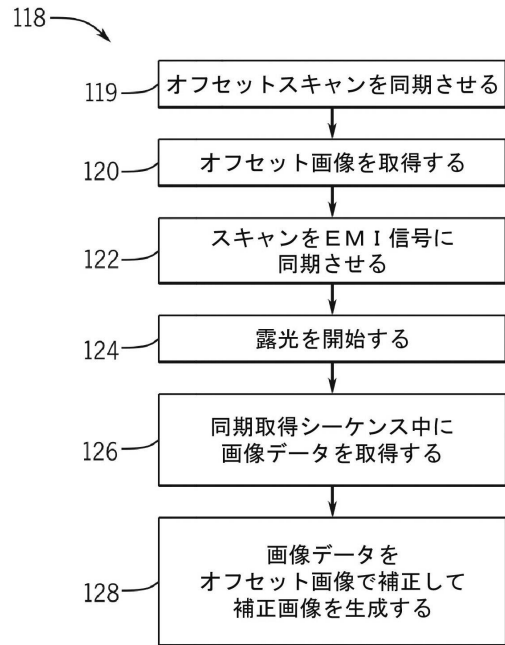 118
119
オフセットスキャンを同期させる
120
オフセット画像を取得する
122
スキャンをＥＭＩ信号に
同期させる
124
露光を開始する
126
同期取得シーケンス中に
画像データを取得する
128
画像データを
オフセット画像で補正して
補正画像を生成する